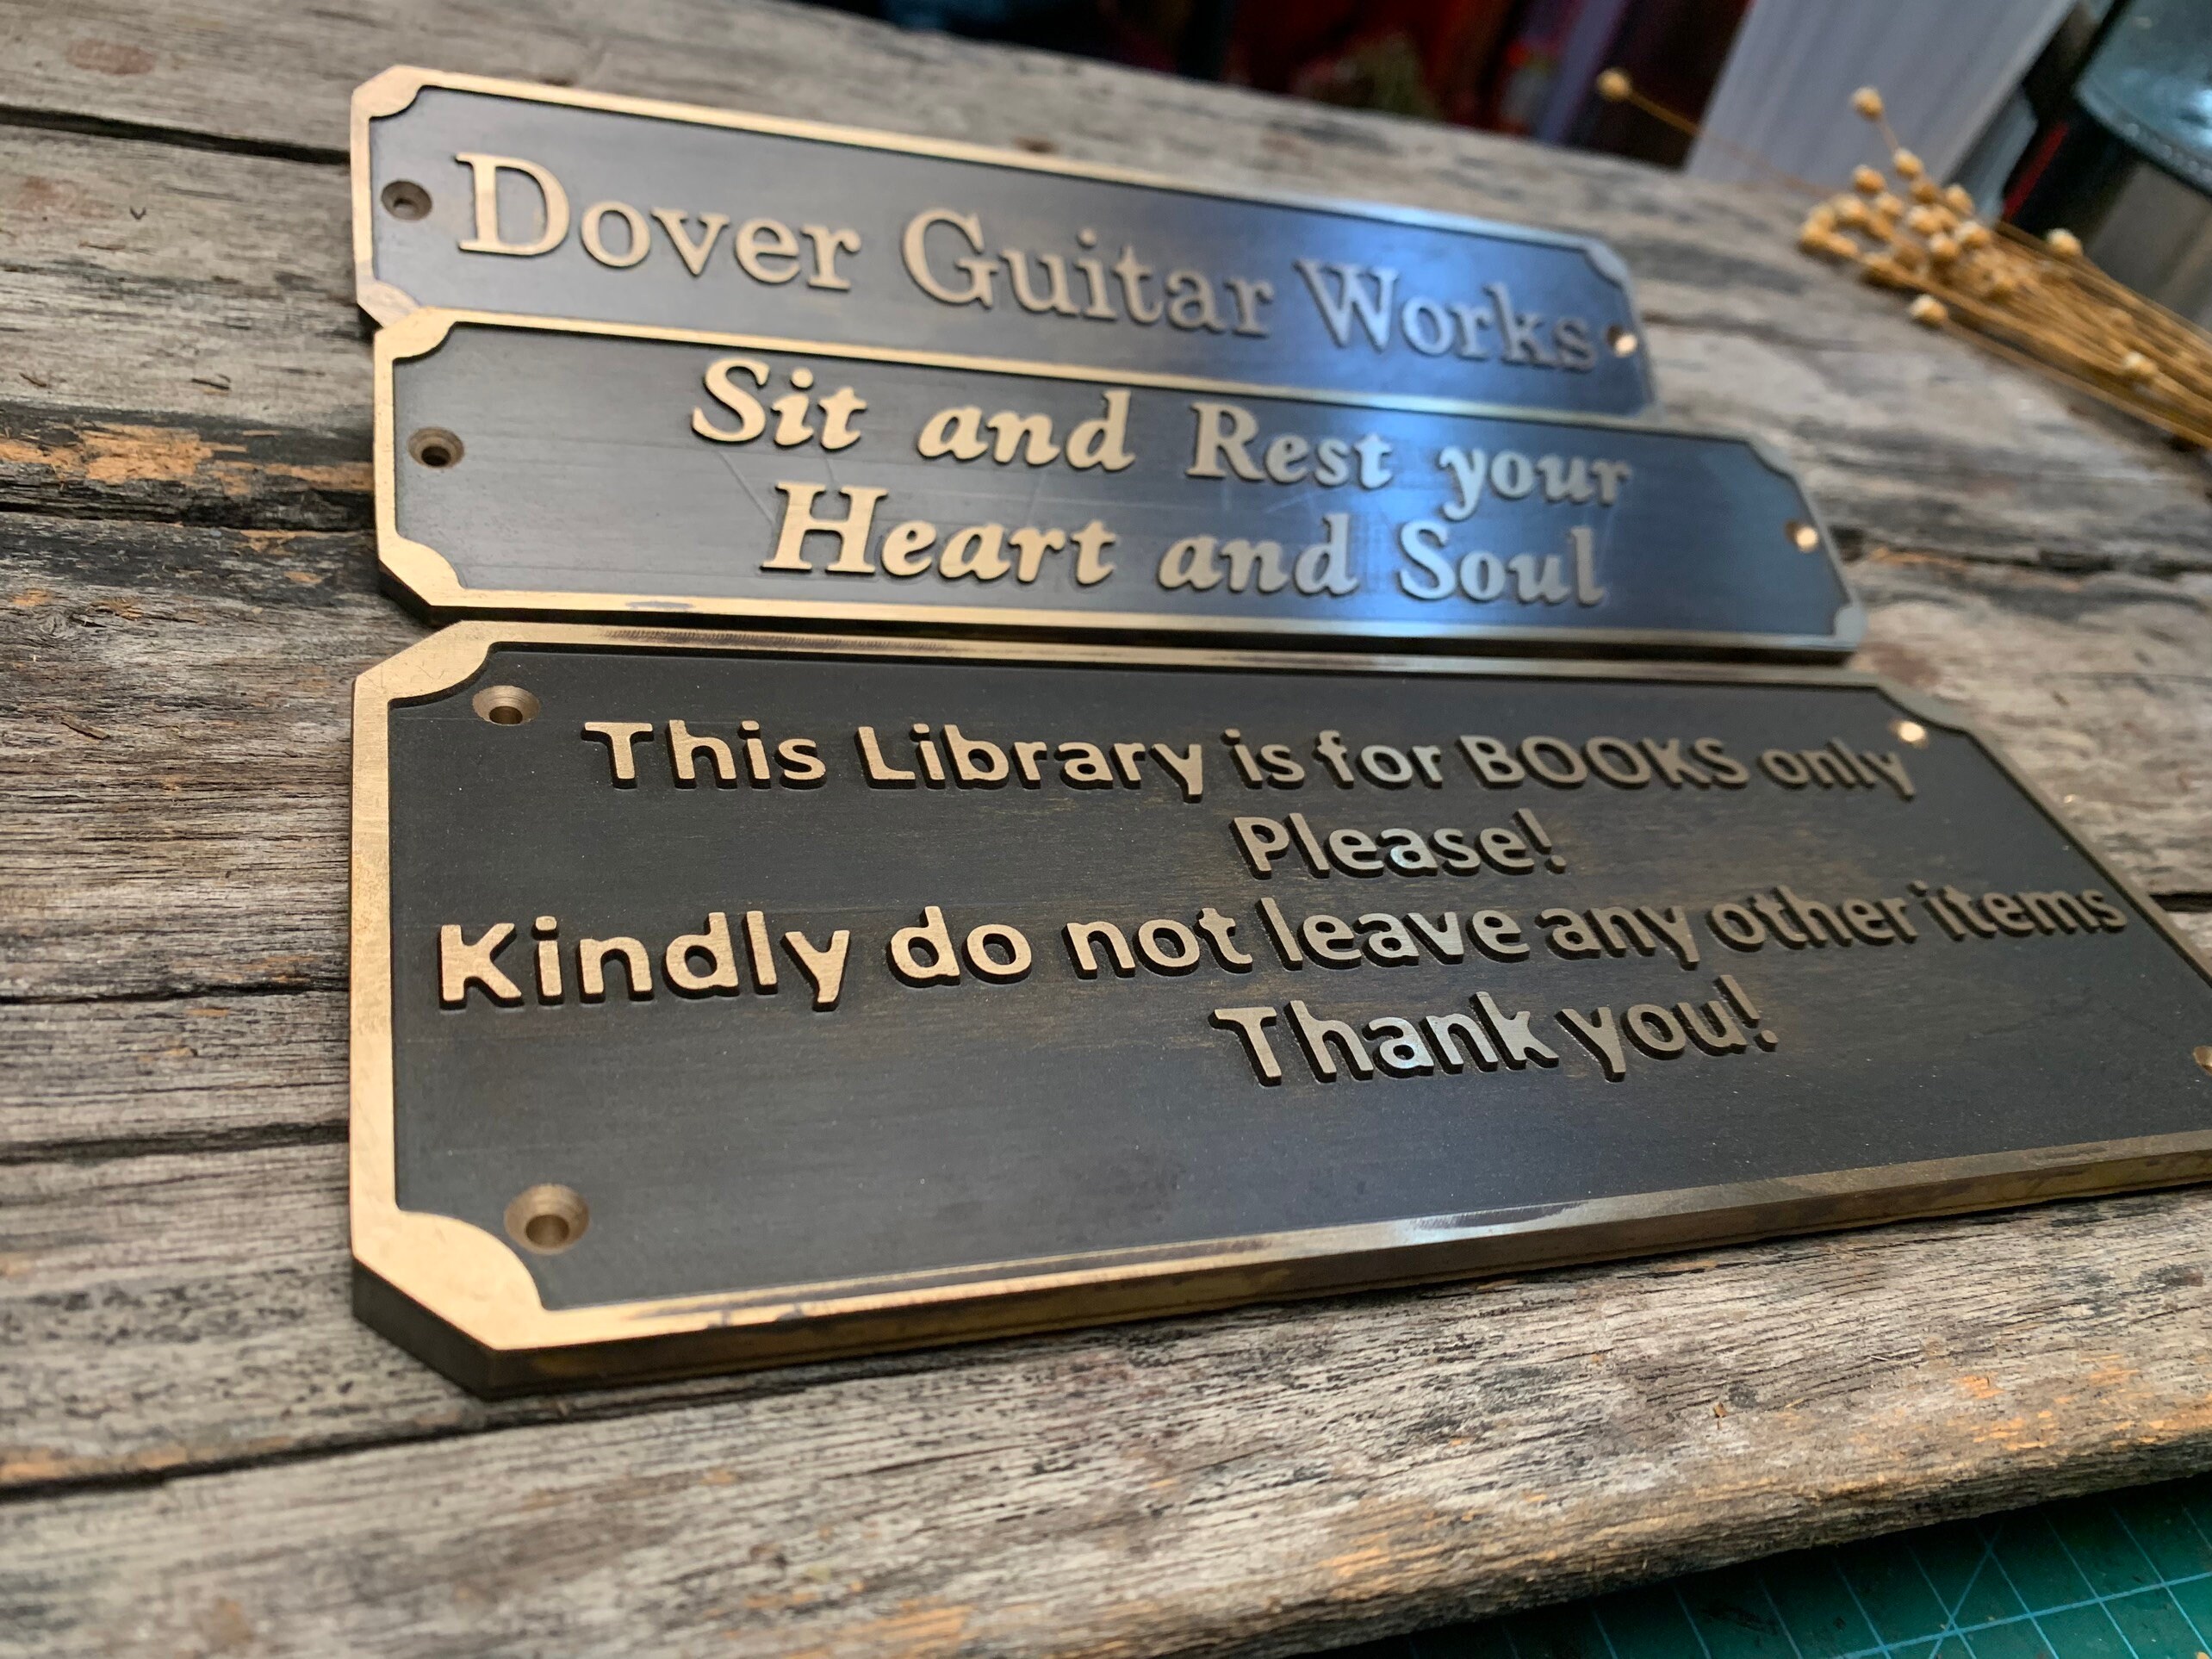 Dover Guitar Works
Sit and Rest your
Heart and Soul
This Library is for BOOKS only
Please!
Kindly do not leave any other items
Thank you!